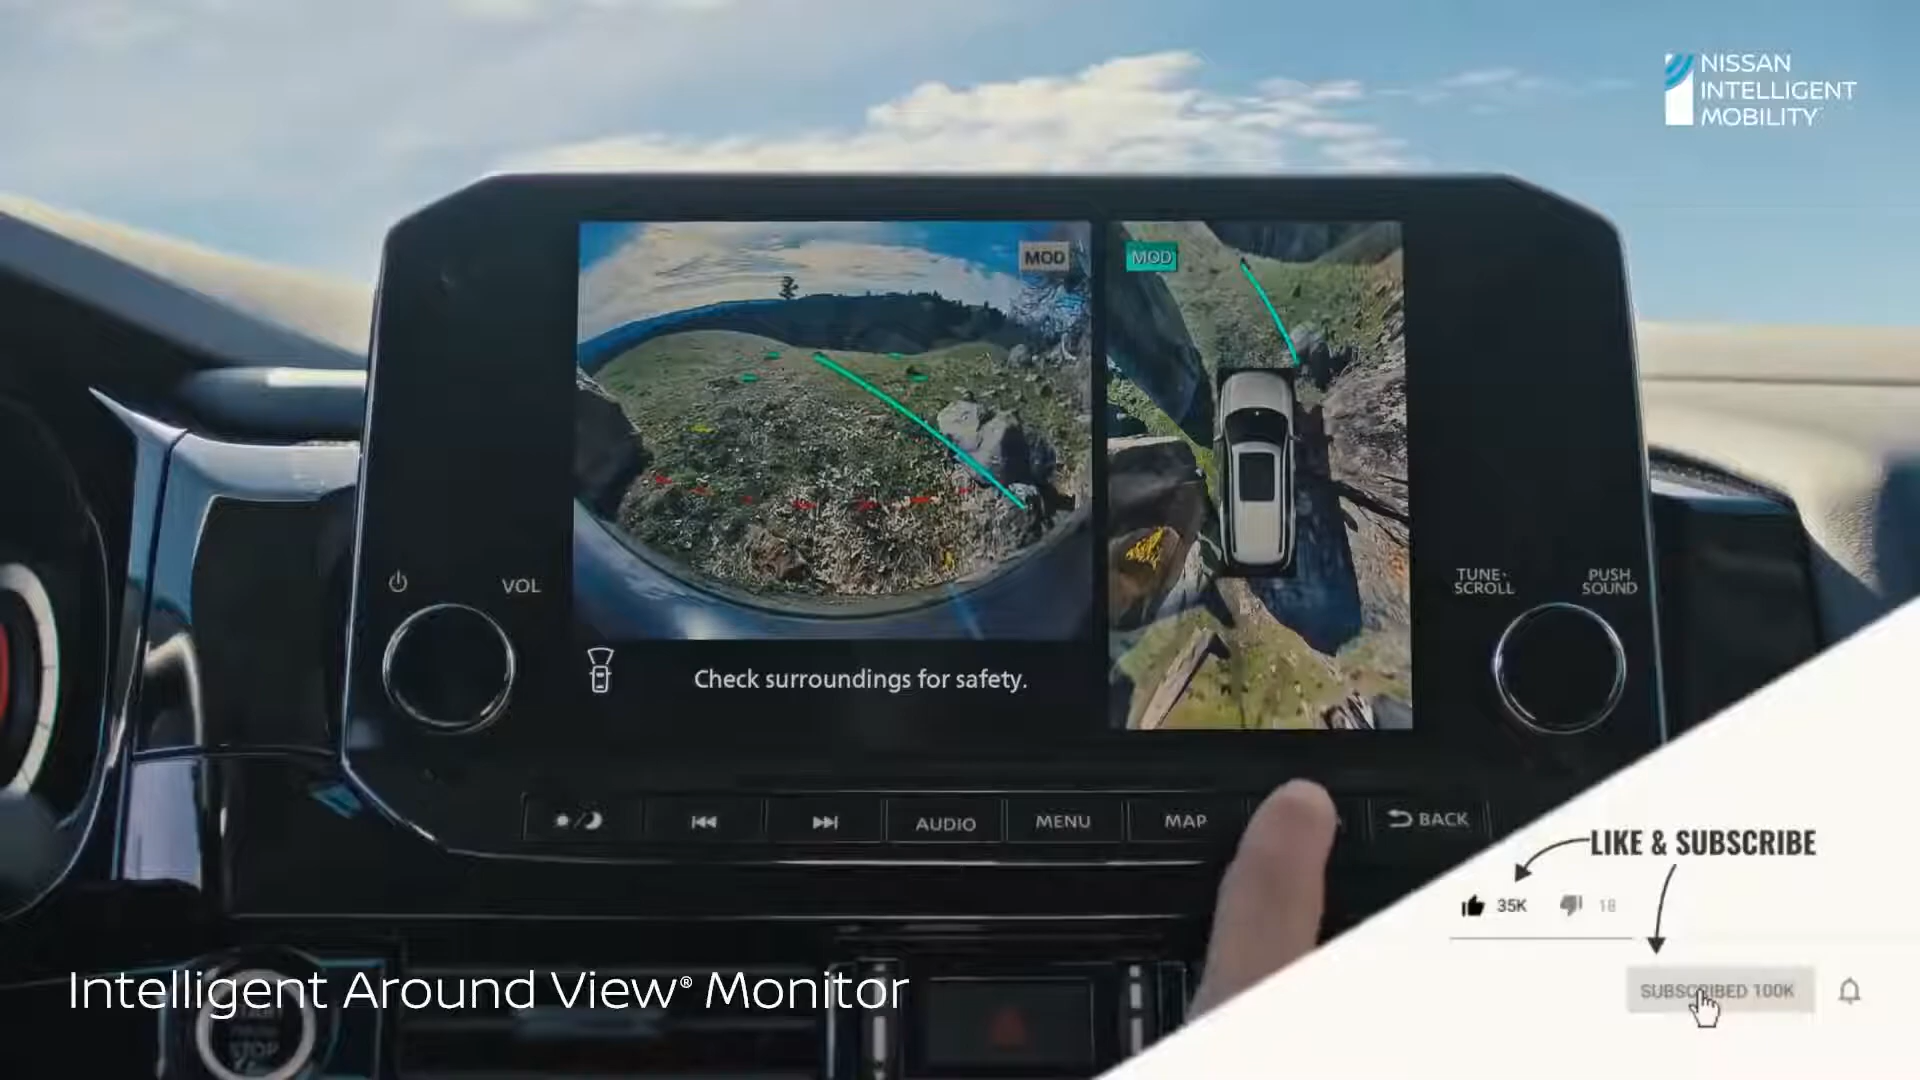 NISSAN
INTELLIGENT
MOBILITY
MOD
MOD
VOL
TUNE·
SCROLL
PUSH
SOUND
Check surroundings for safety.
AUDIO
MENU
MAP
BACK
LIKE & SUBSCRIBE
35K
18
SUBSCRIBED 100K
Intelligent Around View® Monitor
STOP